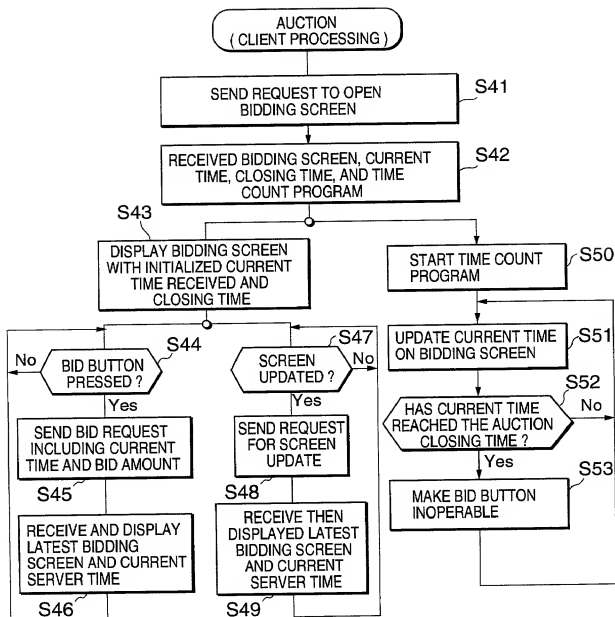 AUCTION
( CLIENT PROCESSING )
SEND REQUEST TO OPEN
BIDDING SCREEN
S41
RECEIVED BIDDING SCREEN, CURRENT
TIME, CLOSING TIME, AND TIME
COUNT PROGRAM
S42
S43
DISPLAY BIDDING SCREEN
WITH INITIALIZED CURRENT
TIME RECEIVED AND
CLOSING TIME
S44
No
BID BUTTON
PRESSED ?
Yes
SEND BID REQUEST
INCLUDING CURRENT
TIME AND BID AMOUNT
S45
RECEIVE AND DISPLAY
LATEST BIDDING
SCREEN AND CURRENT
SERVER TIME
S46
S47
SCREEN
UPDATED ?
No
Yes
SEND REQUEST
FOR SCREEN
UPDATE
S48
RECEIVE THEN
DISPLAYED LATEST
BIDDING SCREEN
AND CURRENT
SERVER TIME
S49
START TIME COUNT
PROGRAM
S50
UPDATE CURRENT TIME
ON BIDDING SCREEN
S51
S52
HAS CURRENT TIME
REACHED THE AUCTION
CLOSING TIME ?
No
Yes
S53
MAKE BID BUTTON
INOPERABLE